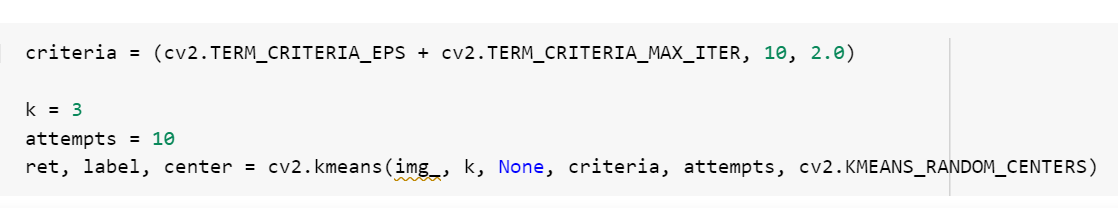 criteria = (cv2.TERM_CRITERIA_EPS + cv2.TERM_CRITERIA_MAX_ITER, 10, 2.0)
k = 3
attempts = 10
ret, label, center = cv2.kmeans(img_, k, None, criteria, attempts, cv2.KMEANS_RANDOM_CENTERS)